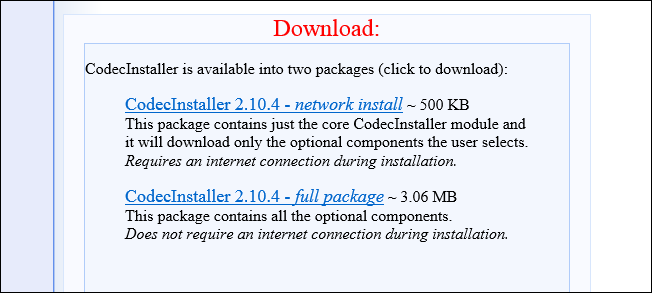 Download:
CodecInstaller is available into two packages (click to download):
CodecInstaller 2.10.4 - network install ~ 500 KB
This package contains just the core CodecInstaller module and
it will download only the optional components the user selects.
Requires an internet connection during installation.
CodecInstaller 2.10.4 - full package ~ 3.06 MB
This package contains all the optional components.
Does not require an internet connection during installation.